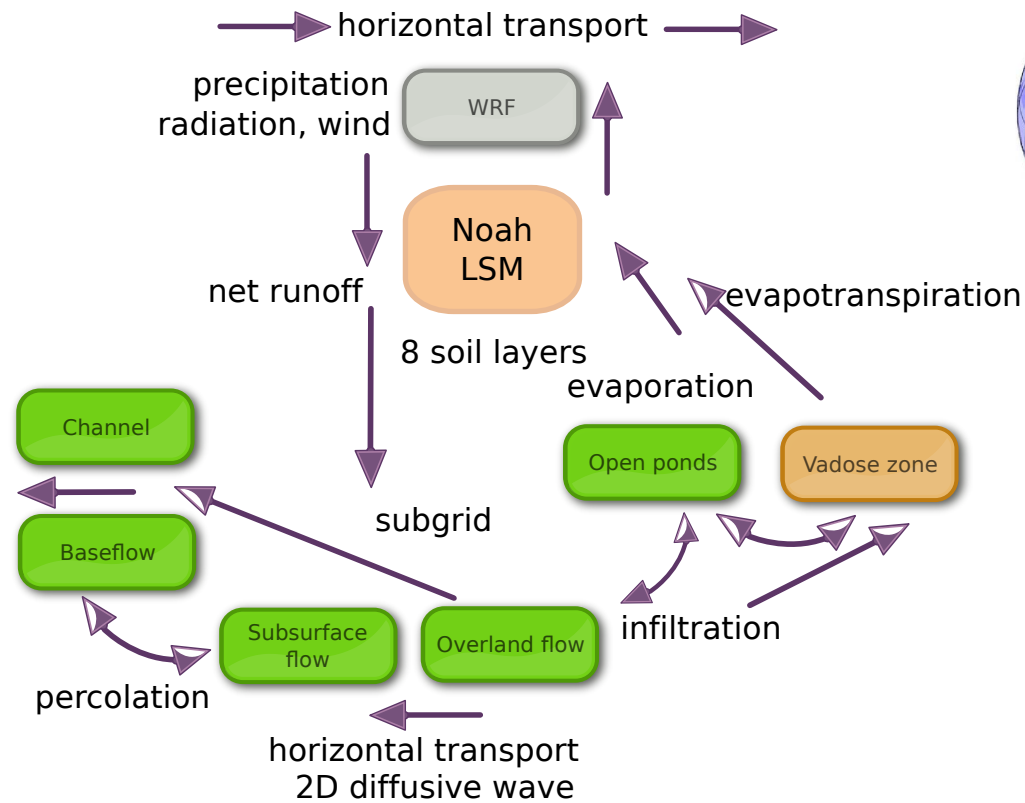 horizontal transport
precipitation
radiation, wind
WRF
Noah
LSM
net runoff
evapotranspiration
8 soil layers
evaporation
Channel
Open ponds
Vadose zone
subgrid
Baseflow
infiltration
Subsurface
flow
Overland flow
percolation
horizontal transport
2D diffusive wave